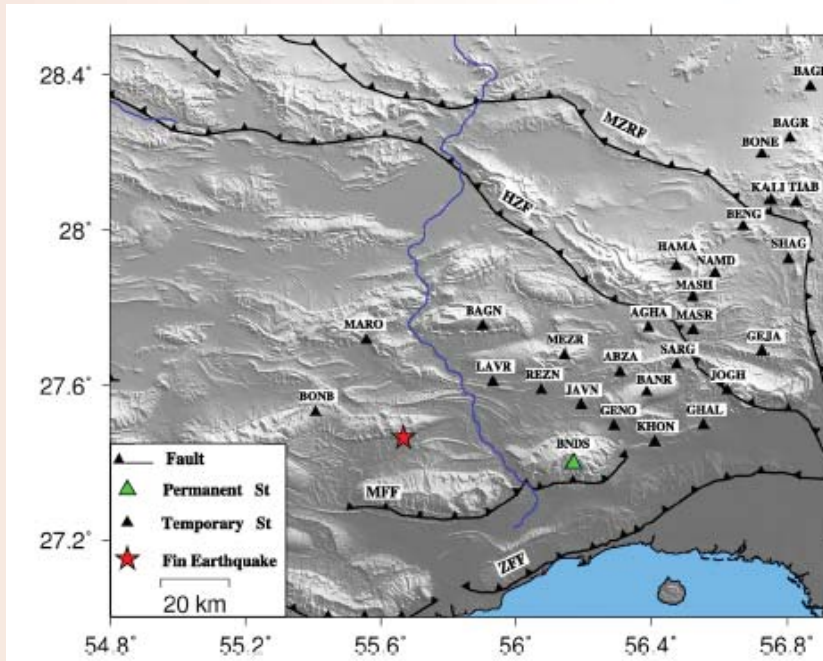 28.4°
28°
27.6°
27.2°
BAGR
BONE
MZRF
KALI TIAB
BENG
HZF
SHAG
HAMA
NAMD
MASH
BAGN
AGHA
MASR
MARO
MEZR
GEJA
SARG
ABZA
LAVR
REZN
BANR
JOGH
BONB
JAVN
GENO
GHAL
KHON
BNDS
MFF
ZFF
Fault
Permanent St
Temporary St
Fin Earthquake
20 km
54.8°
55.2°
55.6°
56°
56.4°
56.8°